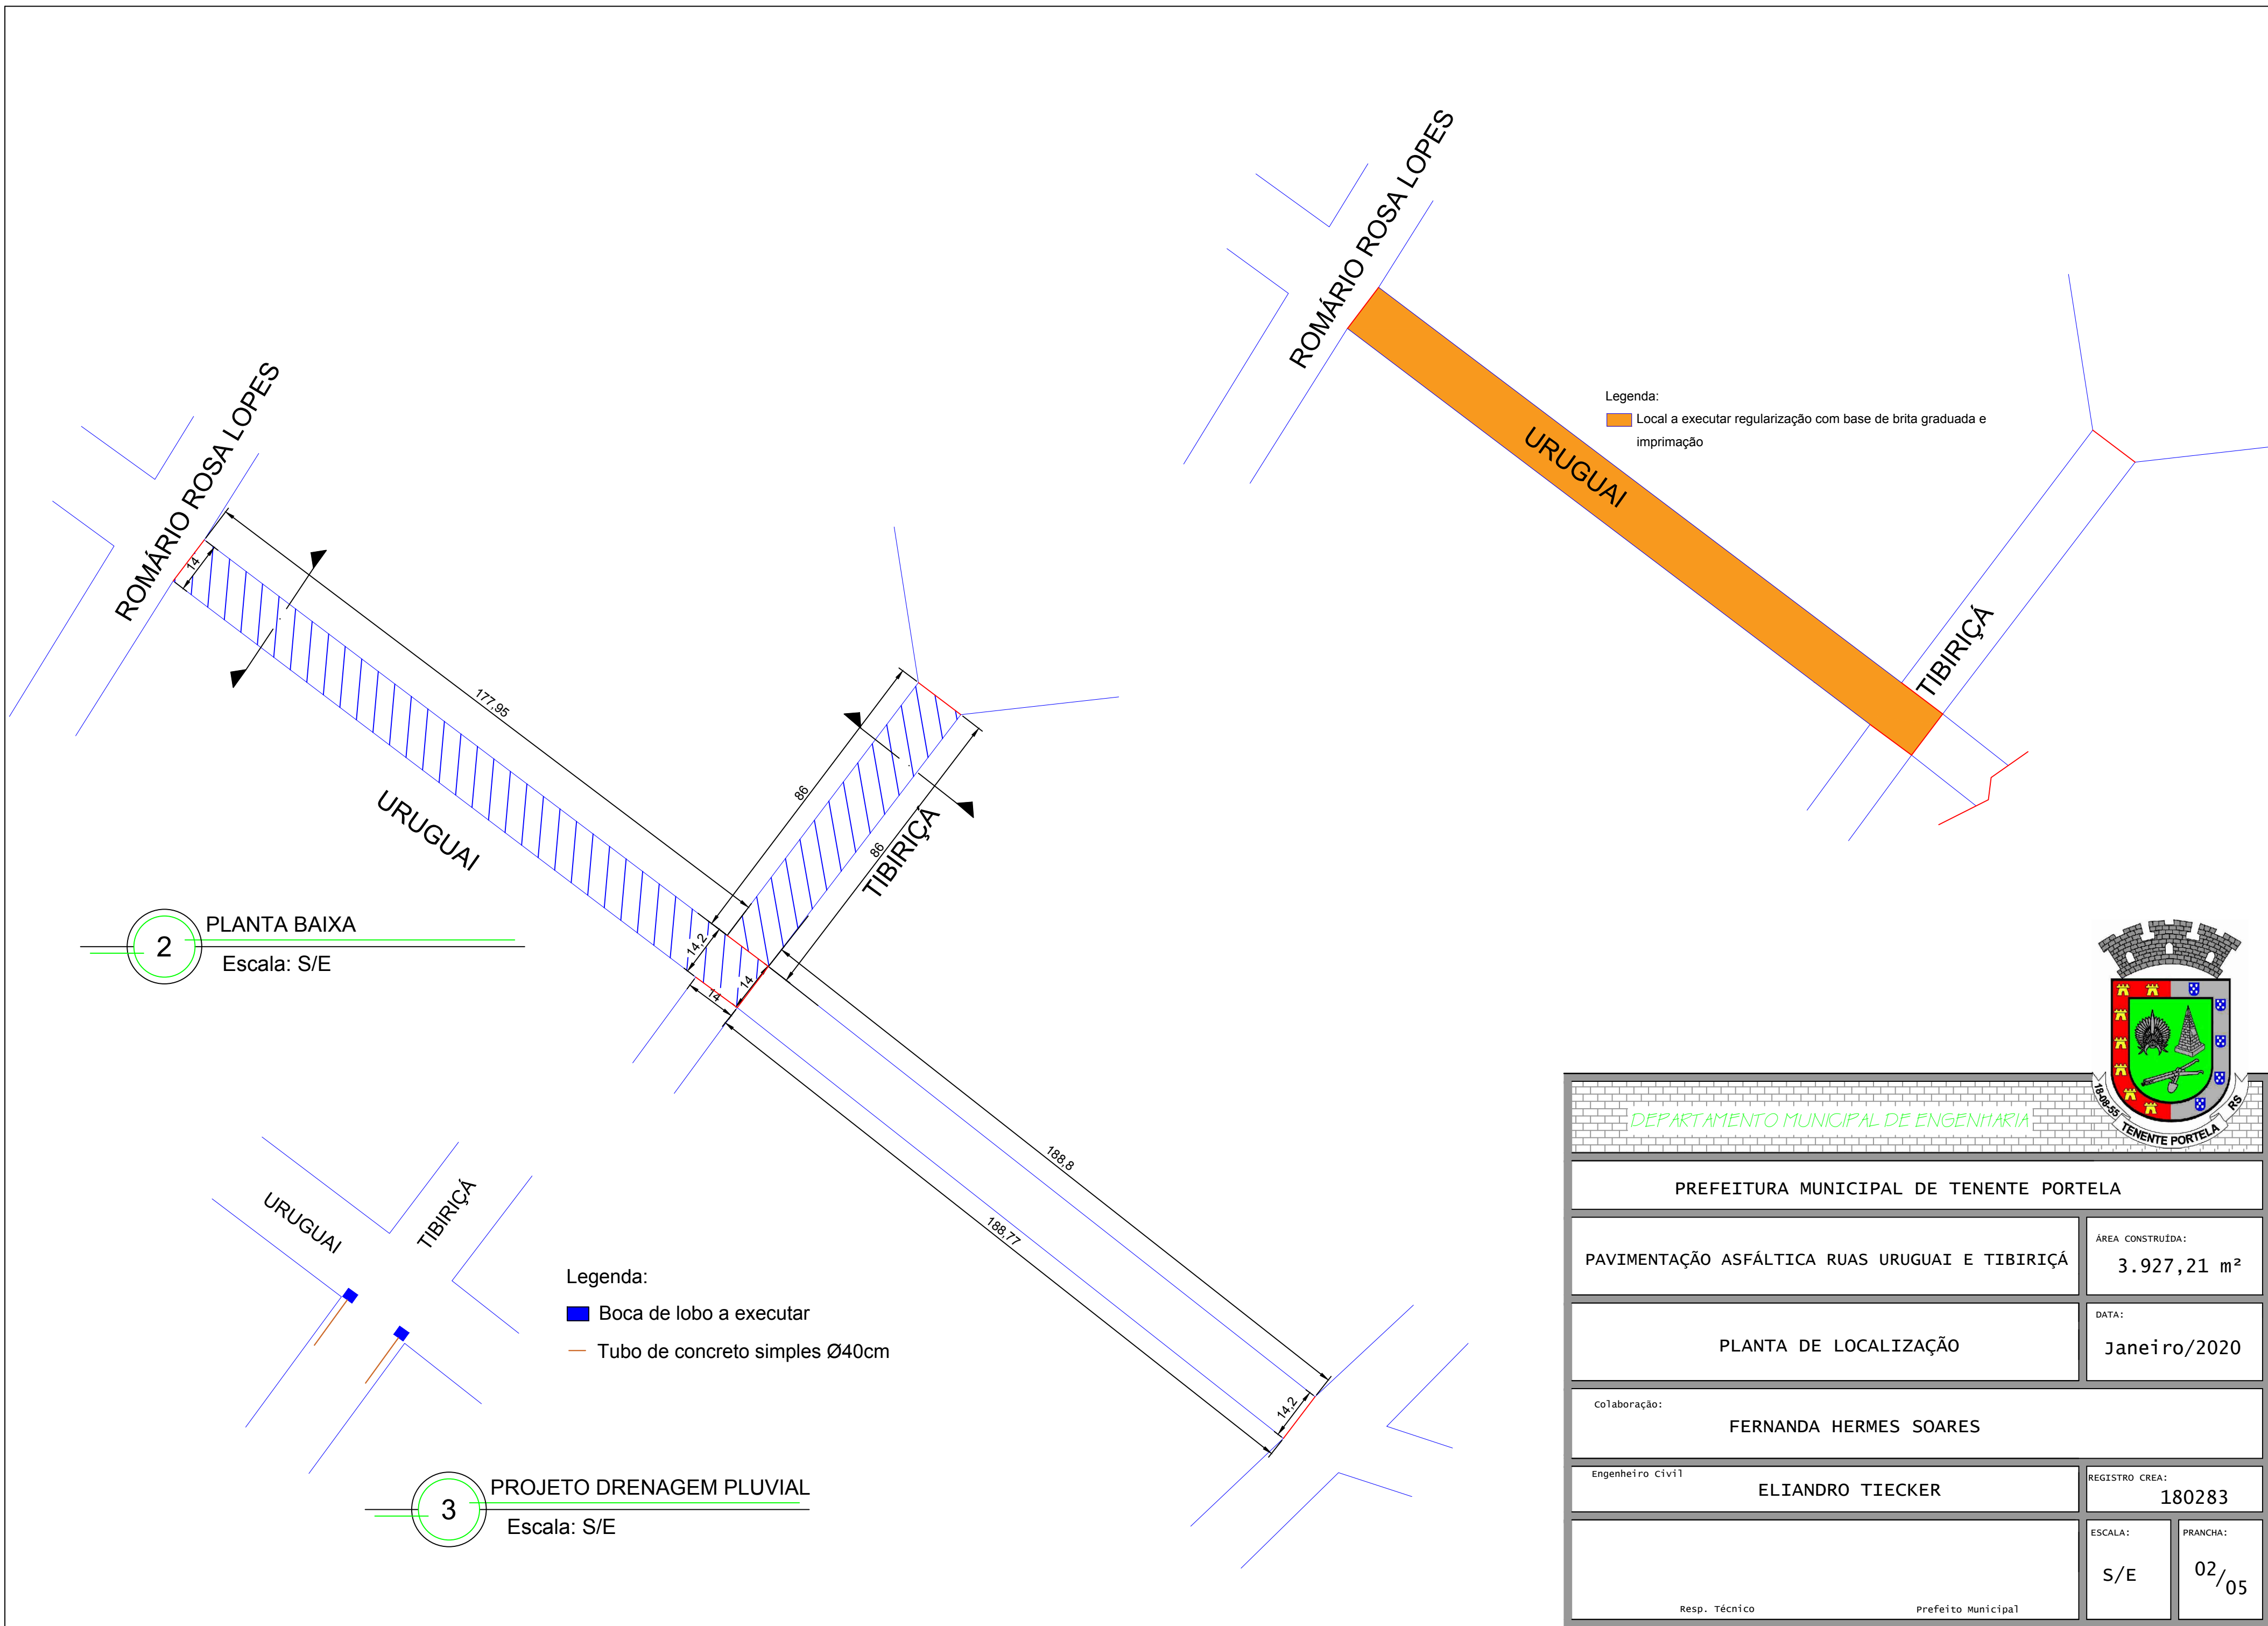 ROMÁRIO ROSA LOPES
Legenda:
Local a executar regularização com base de brita graduada e
imprimação
URUGUAI
TIBIRIÇÁ
ROMÁRIO ROSA LOPES
14
177,95
86
86
URUGUAI
TIBIRIÇÁ
14,2
14
14
188,8
188,77
14,2
2
PLANTA BAIXA
Escala: S/E
URUGUAI
TIBIRIÇÁ
Legenda:
Boca de lobo a executar
Tubo de concreto simples Ø40cm
3
PROJETO DRENAGEM PLUVIAL
Escala: S/E
18-08-55
TENENTE PORTELA
RS
DEPARTAMENTO MUNICIPAL DE ENGENHARIA
PREFEITURA MUNICIPAL DE TENENTE PORTELA
PAVIMENTAÇÃO ASFÁLTICA RUAS URUGUAI E TIBIRIÇÁ
ÁREA CONSTRUÍDA:
3.927,21 m²
PLANTA DE LOCALIZAÇÃO
DATA:
Janeiro/2020
Colaboração:
FERNANDA HERMES SOARES
Engenheiro Civil
ELIANDRO TIECKER
REGISTRO CREA:
180283
ESCALA:
S/E
PRANCHA:
02/05
Resp. Técnico
Prefeito Municipal